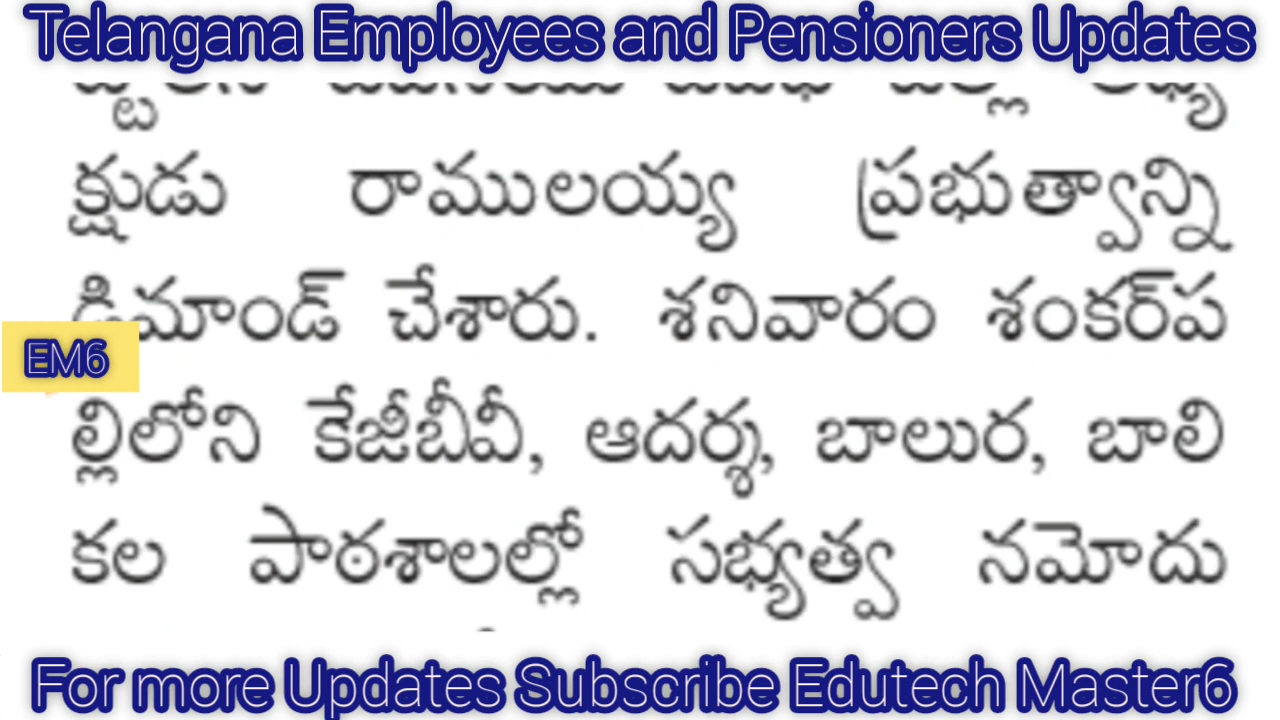 Telangana Employees and Pensioners Updates
క్షుడు రాములయ్య ప్రభుత్వాన్ని
డిమాండ్ చేశారు. శనివారం శంకర్‌ప
EM6
ల్లిలోని కేజీబీవీ, ఆదర్శ, బాలుర, బాలి
కల పాఠశాలల్లో సభ్యత్వ నమోదు
For more Updates Subscribe Edutech Master6